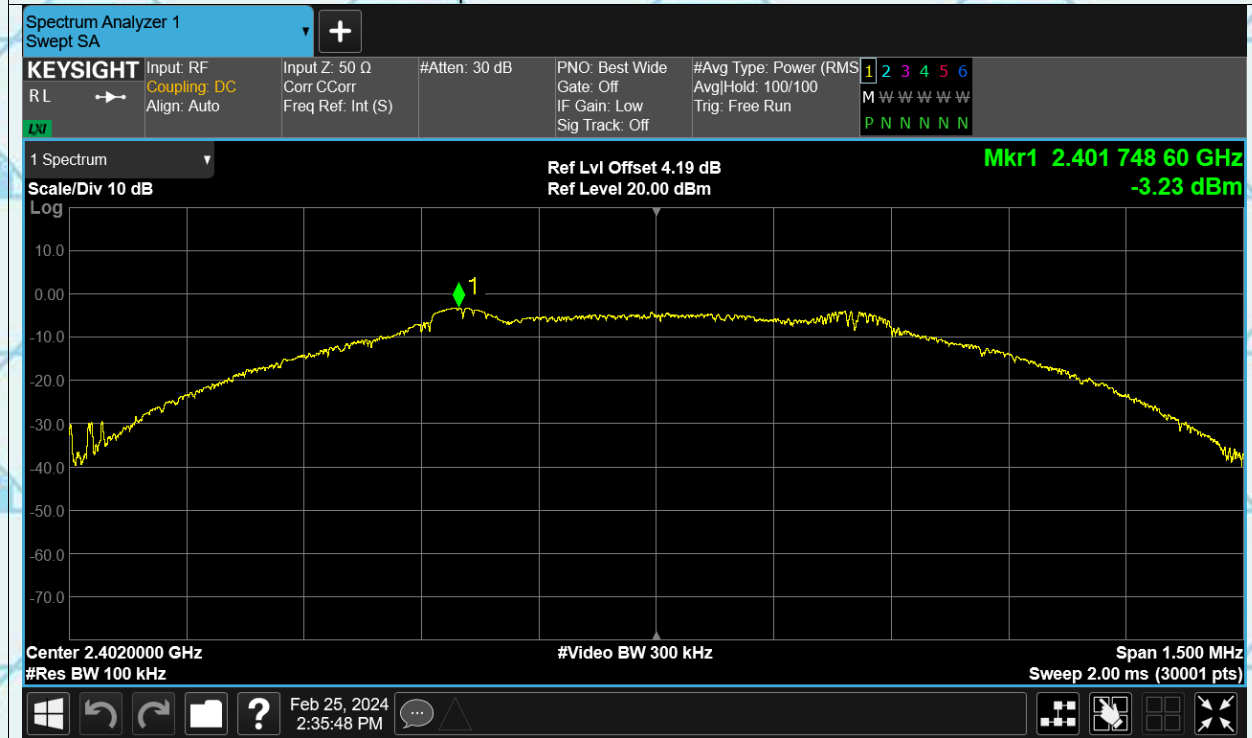 Spectrum Analyzer 1
Swept SA
+
KEYSIGHT
RL
LXI
Input: RF
Coupling: DC
Align: Auto
Input Z: 50 Ω
Corr CCorr
Freq Ref: Int (S)
#Atten: 30 dB
PNO: Best Wide
Gate: Off
IF Gain: Low
Sig Track: Off
#Avg Type: Power (RMS
Avg|Hold: 100/100
Trig: Free Run
1 2 3 4 5 6
M W W W W W
P N N N N N
1 Spectrum
Scale/Div 10 dB
Log
Ref Lvl Offset 4.19 dB
Ref Level 20.00 dBm
Mkr1 2.401 748 60 GHz
-3.23 dBm
1
10.0
0.00
-10.0
-20.0
-30.0
-40.0
-50.0
-60.0
-70.0
Center 2.4020000 GHz
#Res BW 100 kHz
#Video BW 300 kHz
Span 1.500 MHz
Sweep 2.00 ms (30001 pts)
?
Feb 25, 2024
2:35:48 PM